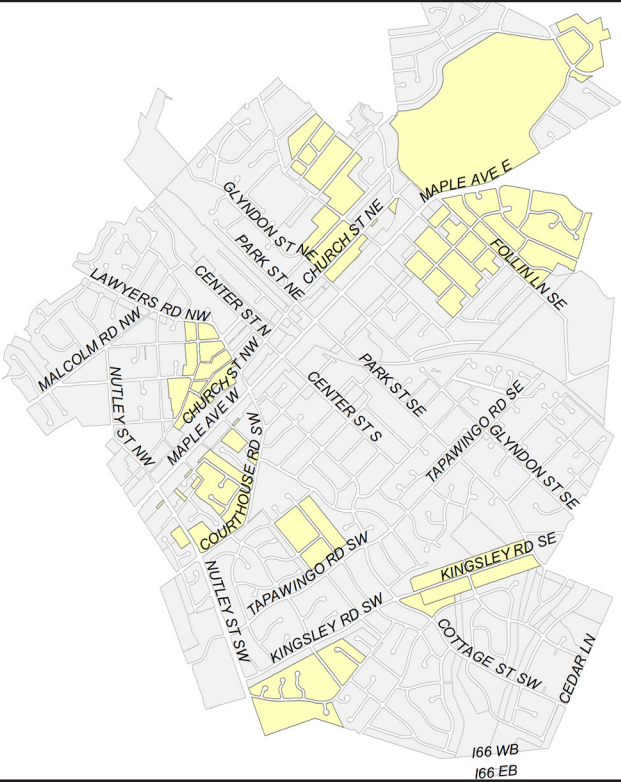 MAPLE AVE E
GLYNDON ST NE
CHURCH ST NE
PARK ST NE
FOLLIN LN SE
LAWYERS RD NW
CENTER ST N
MALCOLM RD NW
CHURCH ST NW
NUTLEY ST NW
MAPLE AVE W
PARK ST SE
CENTER ST S
TAPAWINGO RD SE
GLYNDON ST SE
COURTHOUSE RD SW
TAPAWINGO RD SW
KINGSLEY RD SE
NUTLEY ST SW
KINGSLEY RD SW
COTTAGE ST SW
CEDAR LN
I66 WB
I66 EB